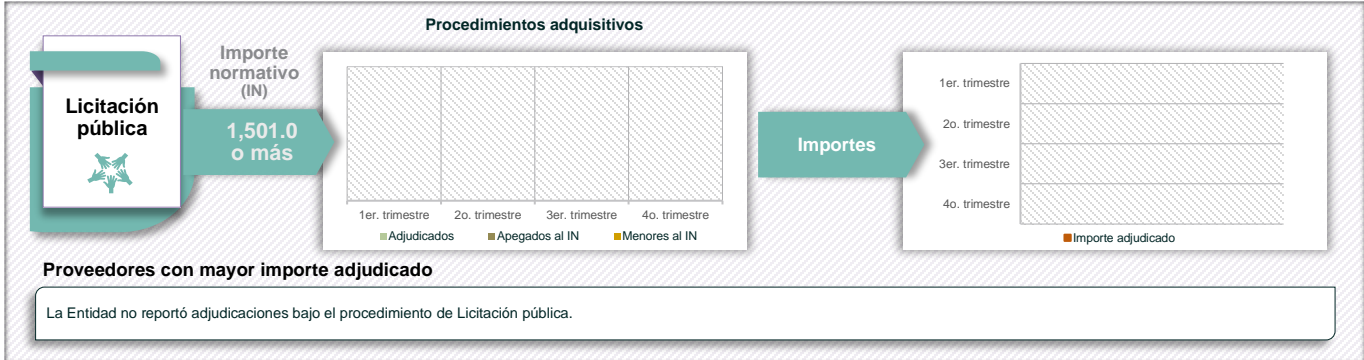 Procedimientos adquisitivos
Licitación
pública
Importe
normativo
(IN)
1,501.0
o más
1er. trimestre 2o. trimestre 3er. trimestre 4o. trimestre
Adjudicados Apegados al IN Menores al IN
Importes
1er. trimestre
2o. trimestre
3er. trimestre
4o. trimestre
Importe adjudicado
Proveedores con mayor importe adjudicado
La Entidad no reportó adjudicaciones bajo el procedimiento de Licitación pública.